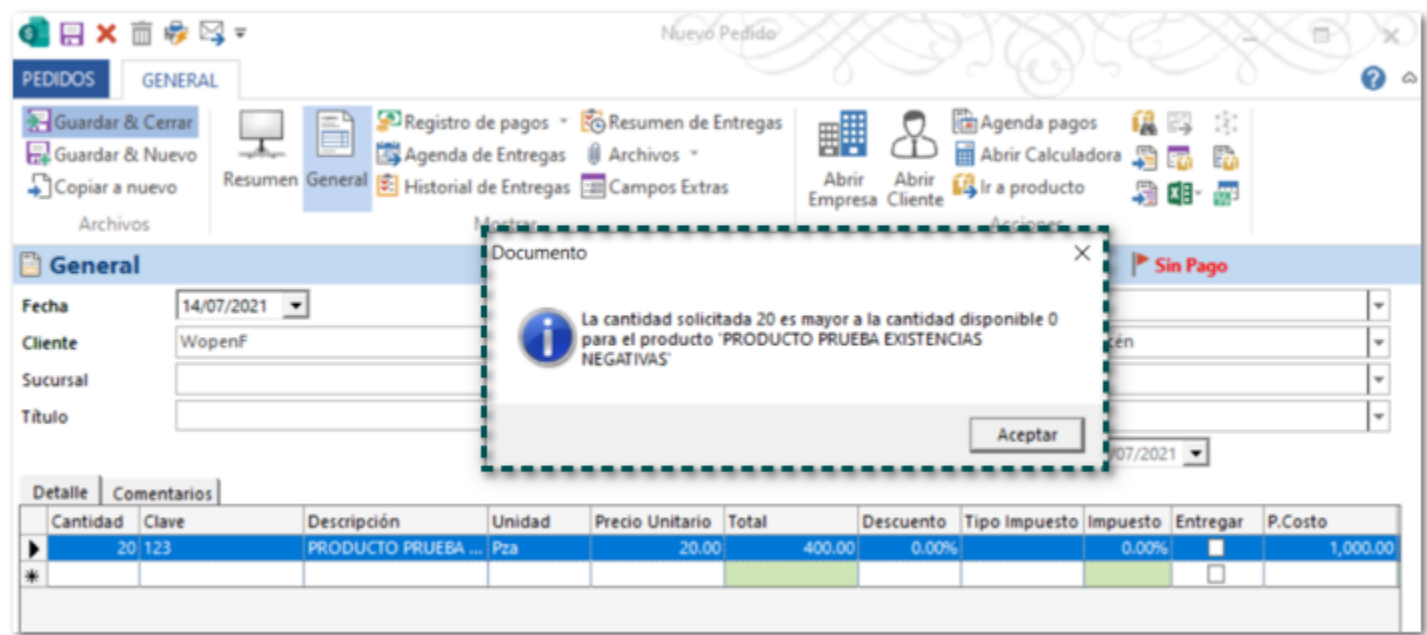 Nuevo Pedido
PEDIDOS GENERAL
Guardar & Cerrar
Guardar & Nuevo
Copiar a nuevo
Archivos
Resumen
General
Registro de pagos
Agenda de Entregas
Historial de Entregas
Resumen de Entregas
Archivos
Campos Extras
Mostrar
Abrir Empresa
Abrir Cliente
Agenda pagos
Abrir Calculadora
Ir a producto
Acciones
General
Sin Pago
Fecha 14/07/2021
Cliente WopenF
Sucursal
Título
Documento
La cantidad solicitada 20 es mayor a la cantidad disponible 0
para el producto 'PRODUCTO PRUEBA EXISTENCIAS
NEGATIVAS'
Aceptar
cén
/07/2021
Detalle Comentarios
Cantidad Clave Descripción Unidad Precio Unitario Total Descuento Tipo Impuesto Impuesto Entregar P.Costo
20 123 PRODUCTO PRUEBA ... Pza 20.00 400.00 0.00% 0.00% 1,000.00